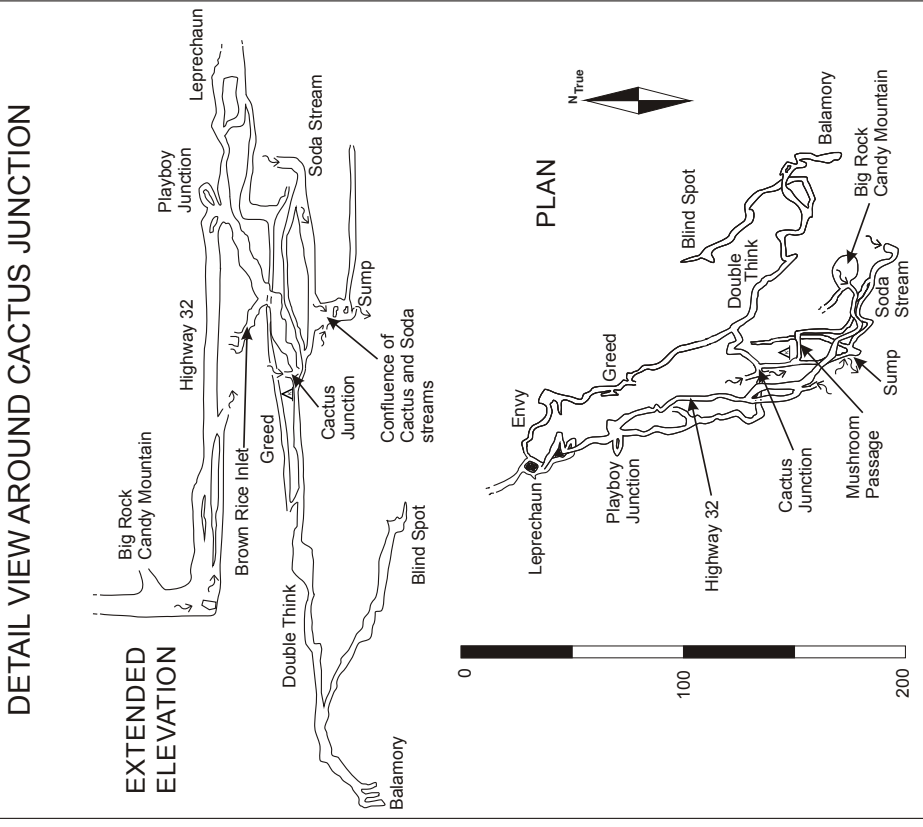 DETAIL VIEW AROUND CACTUS JUNCTION
EXTENDED
ELEVATION
Big Rock
Candy Mountain
Highway 32
Playboy
Junction
Leprechaun
Brown Rice Inlet
Greed
Soda Stream
Sump
Cactus
Junction
Confluence of
Cactus and Soda
streams
Double Think
Blind Spot
Balamory
PLAN
N True
Blind Spot
Balamory
Big Rock
Candy Mountain
Double
Think
Soda
Stream
Greed
Envy
Sump
Leprechaun
Playboy
Junction
Highway 32
Cactus
Junction
Mushroom
Passage
0
100
200